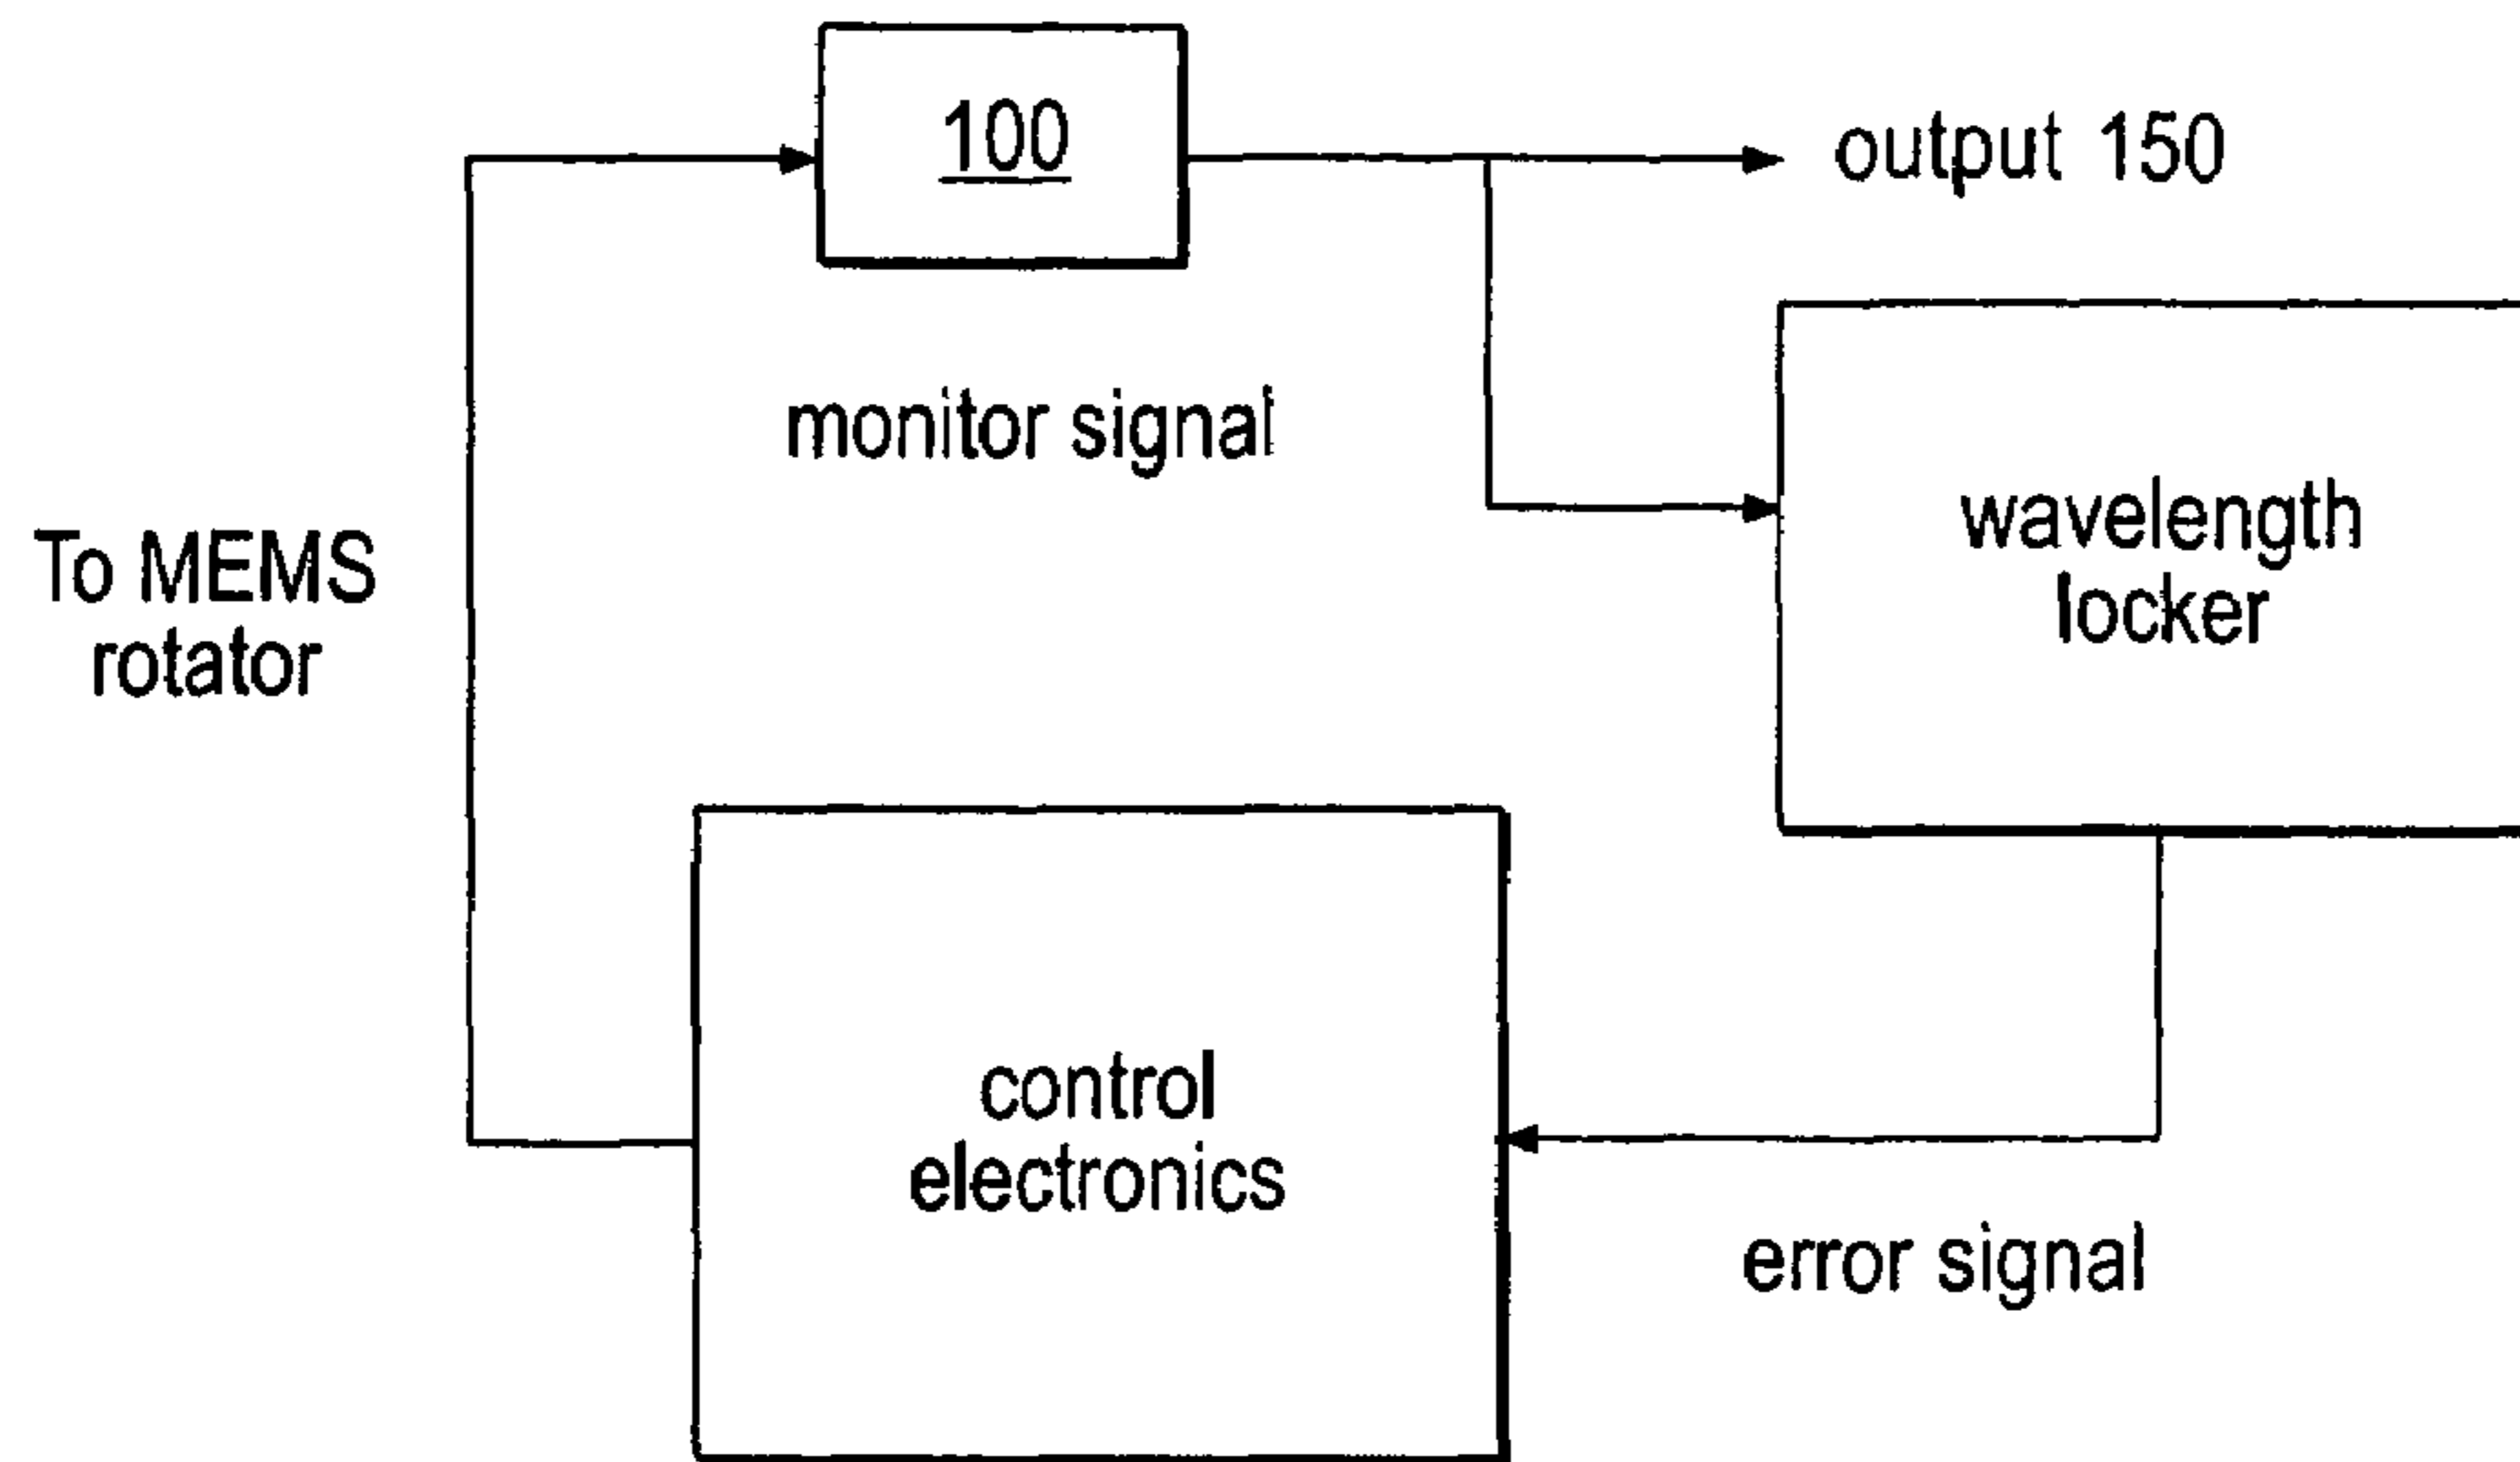 100
output 150
monitor signal
wavelength
locker
To MEMS
rotator
control
electronics
error signal